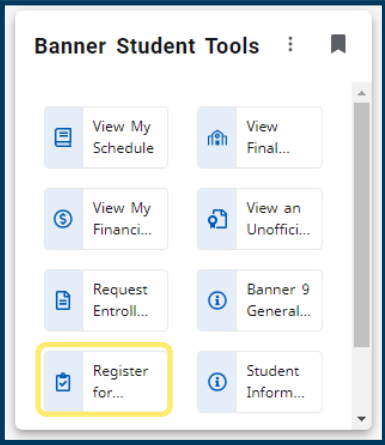 Banner Student Tools
View My
Schedule
View
Final...
View My
Financi...
View an
Unoffici...
Request
Entroll...
Banner 9
General...
Register
for...
Student
Inform...